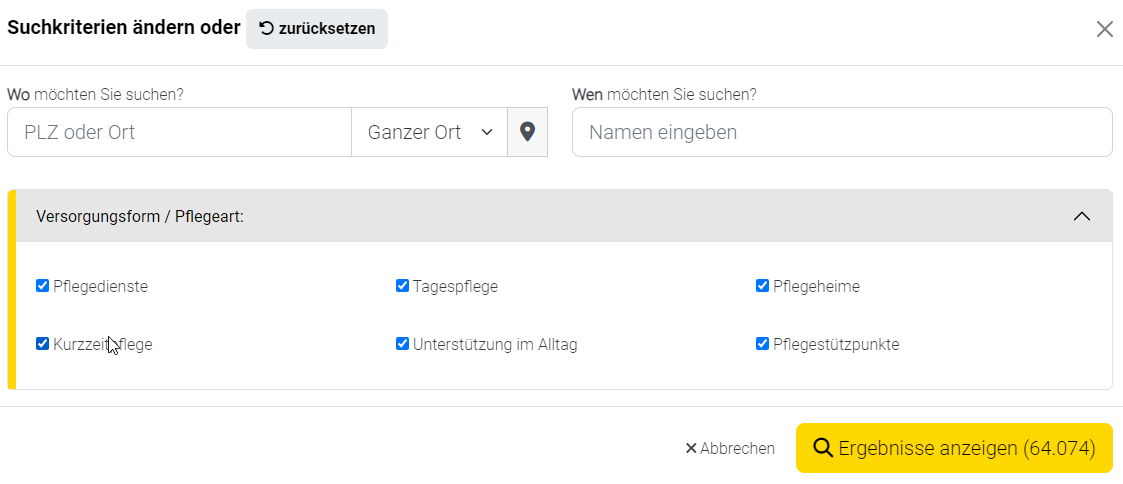 Suchkriterien ändern oder zurücksetzen
Wo möchten Sie suchen? Wen möchten Sie suchen?
PLZ oder Ort Ganzer Ort Namen eingeben
Versorgungsform / Pflegeart:
Pflegedienste Tagespflege Pflegeheime
Kurzzeitpflege Unterstützung im Alltag Pflegestützpunkte
Abbrechen Ergebnisse anzeigen (64.074)